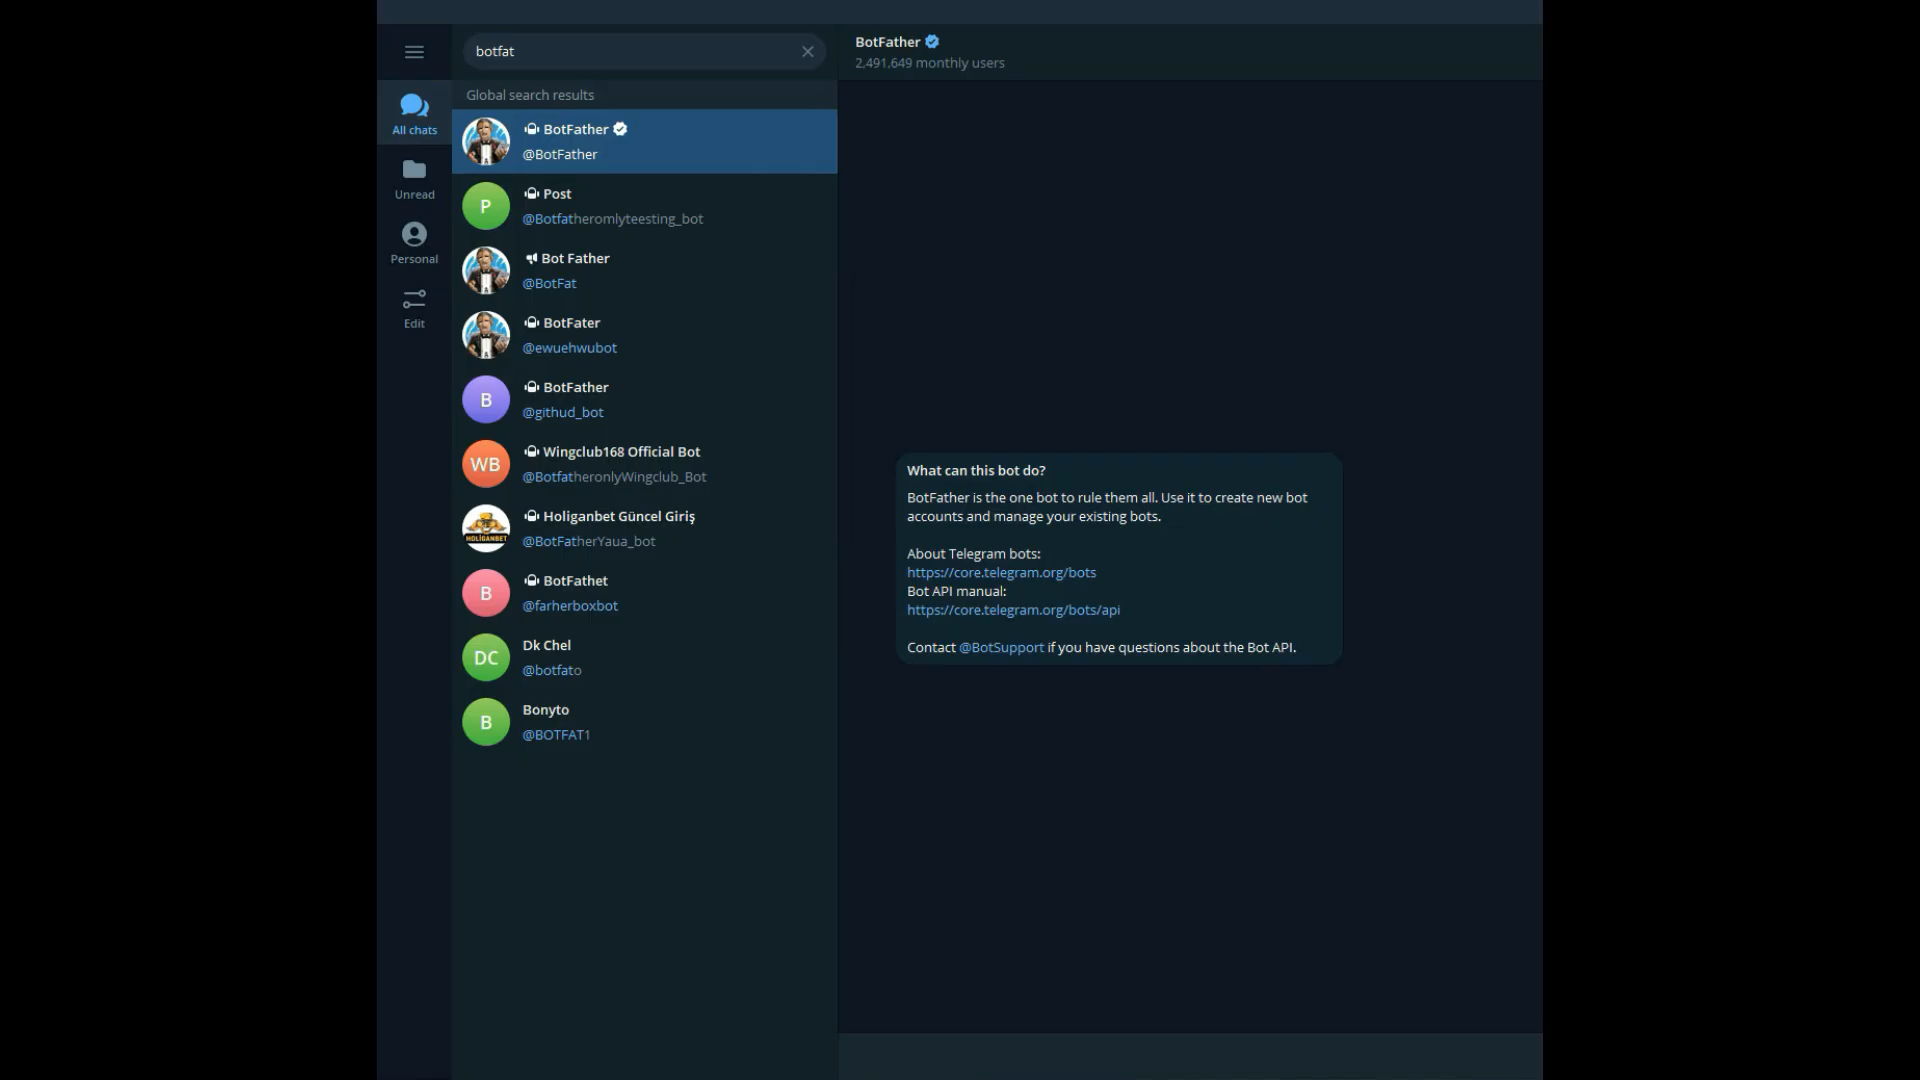 botfat
BotFather
2,491,649 monthly users
Global search results
All chats
Unread
Personal
Edit
BotFather
@BotFather
P
Post
@Botfatheromlyteesting_bot
Bot Father
@BotFat
BotFater
@ewuehwubot
B
BotFather
@githud_bot
WB
Wingclub168 Official Bot
@BotfatheronlyWingclub_Bot
HOLİGANBET
Holiganbet Güncel Giriş
@BotFatherYaua_bot
B
BotFathet
@farherboxbot
DC
Dk Chel
@botfato
B
Bonyto
@BOTFAT1
What can this bot do?
BotFather is the one bot to rule them all. Use it to create new bot
accounts and manage your existing bots.
About Telegram bots:
https://core.telegram.org/bots
Bot API manual:
https://core.telegram.org/bots/api
Contact @BotSupport if you have questions about the Bot API.